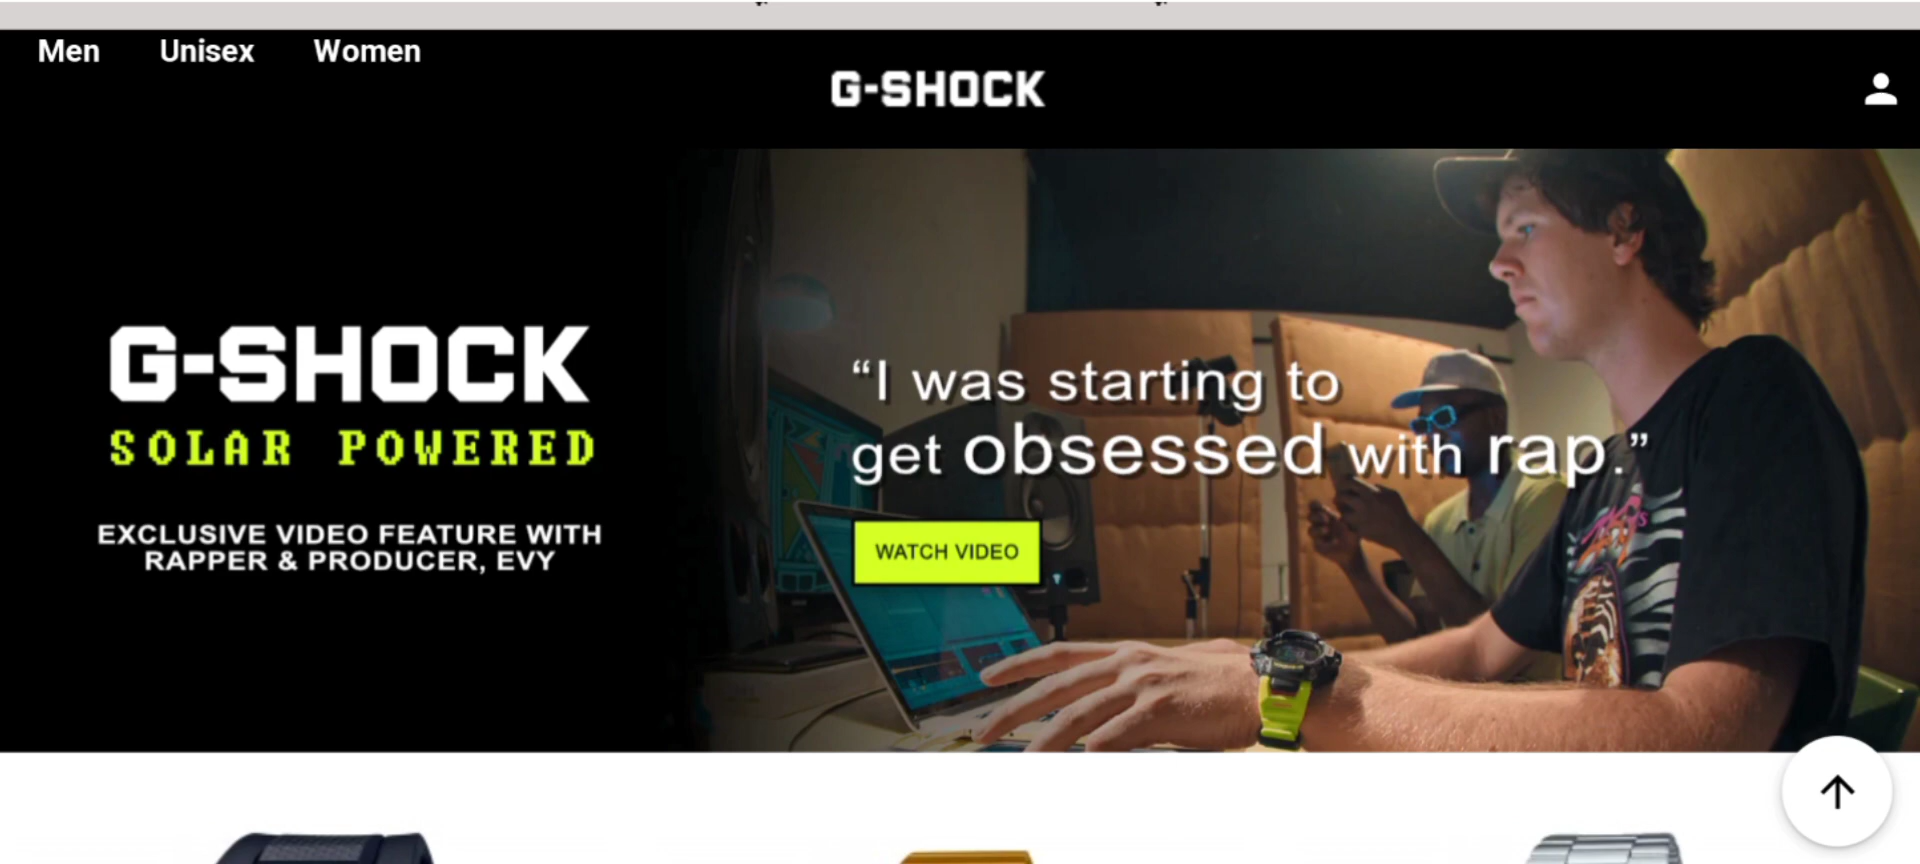 Men Unisex Women
G-SHOCK
G-SHOCK
SOLAR POWERED
EXCLUSIVE VIDEO FEATURE WITH
RAPPER & PRODUCER, EVY
“I was starting to
get obsessed with rap.”
WATCH VIDEO